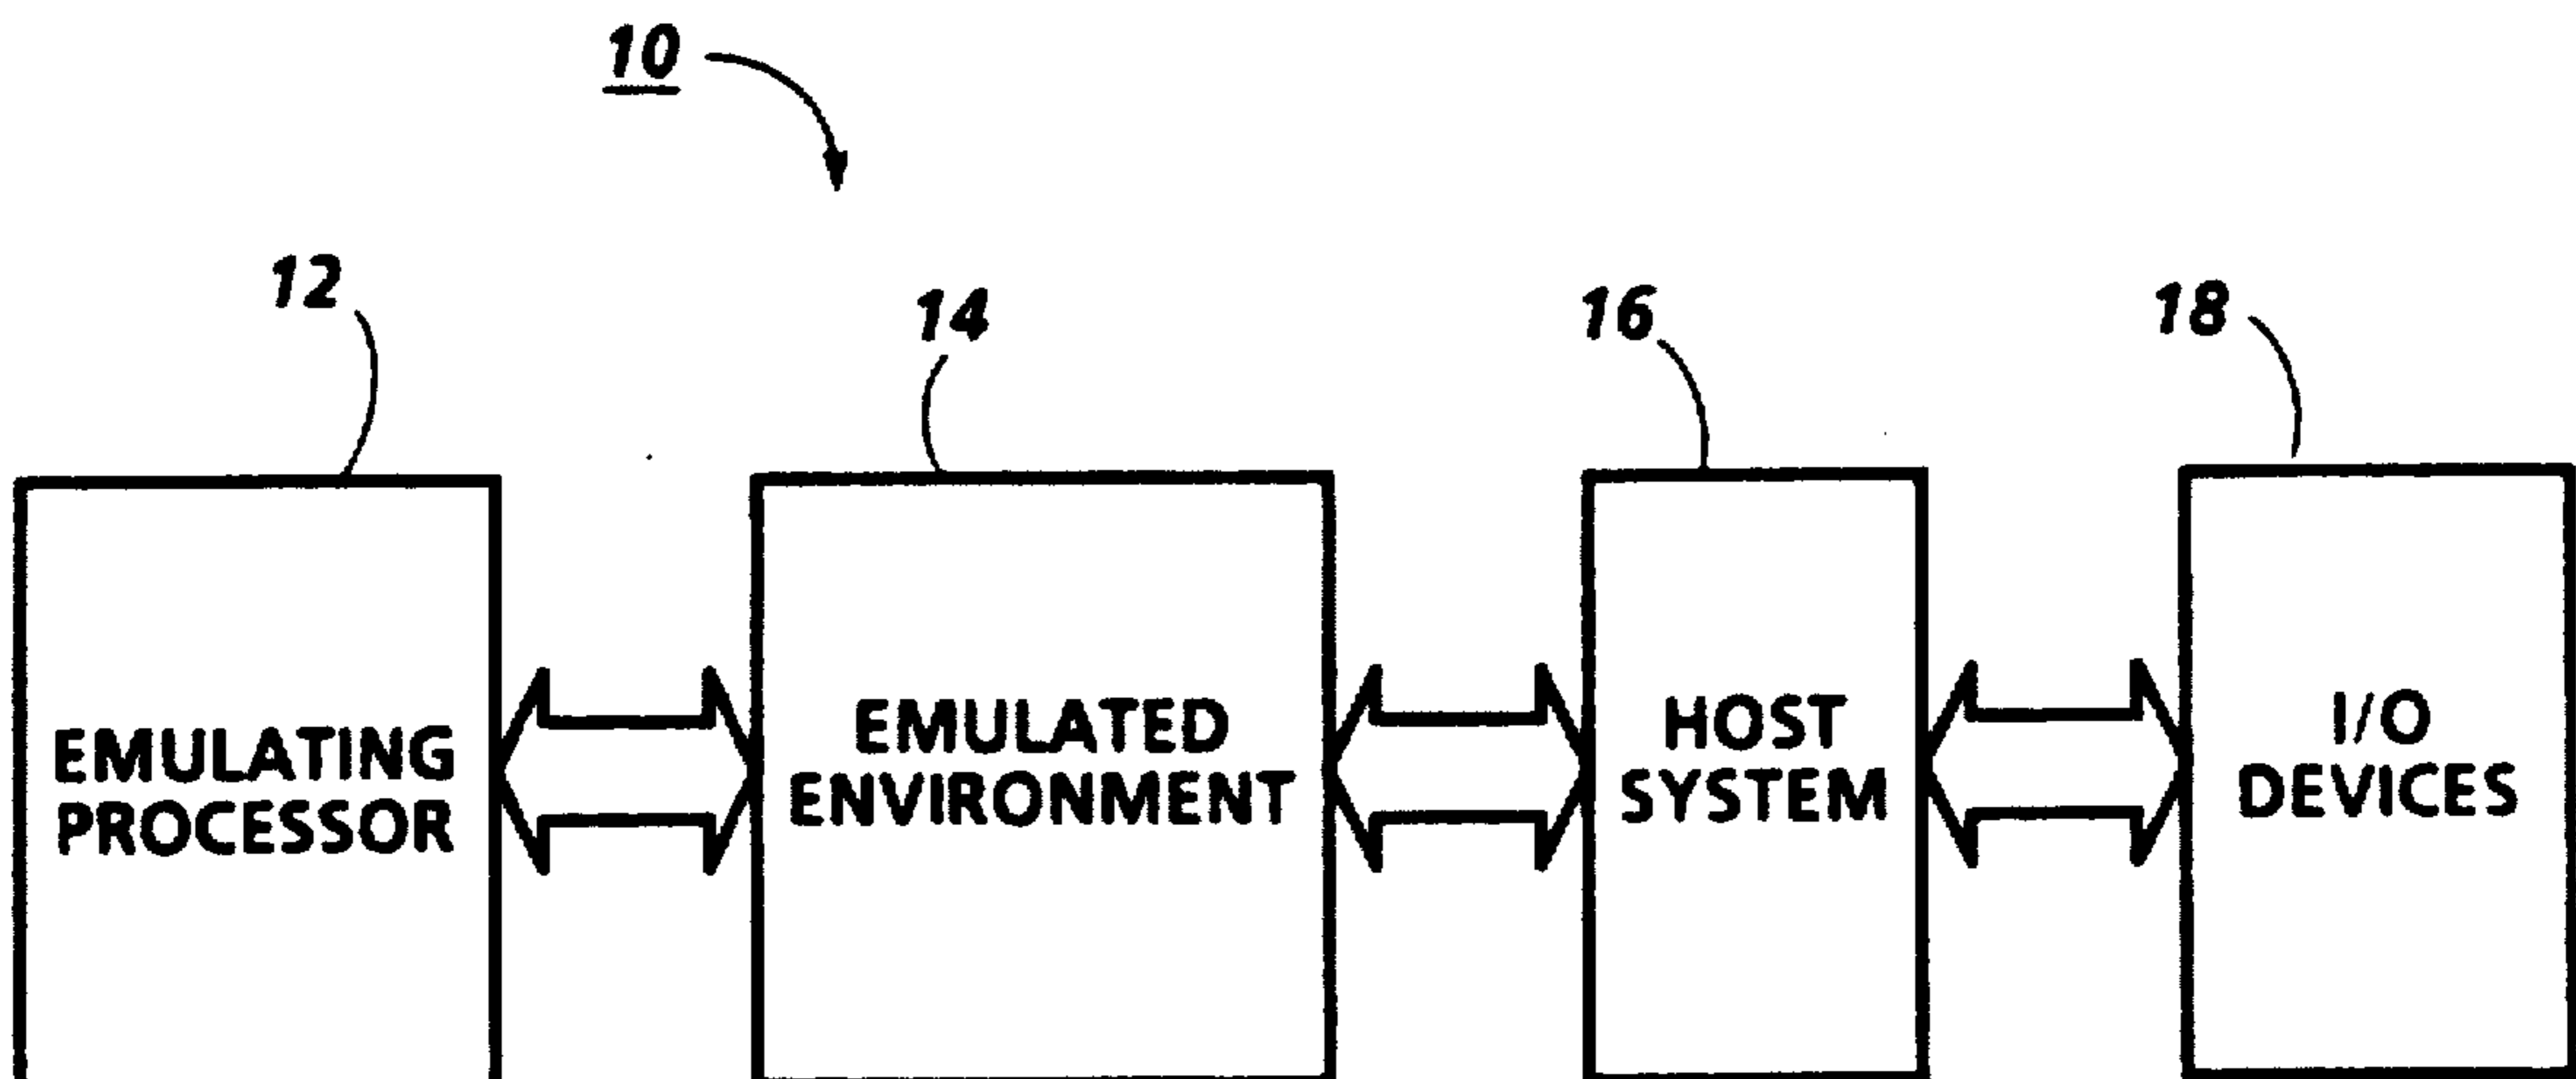 10
12
14
16
18
EMULATING
PROCESSOR
EMULATED
ENVIRONMENT
HOST
SYSTEM
I/O
DEVICES